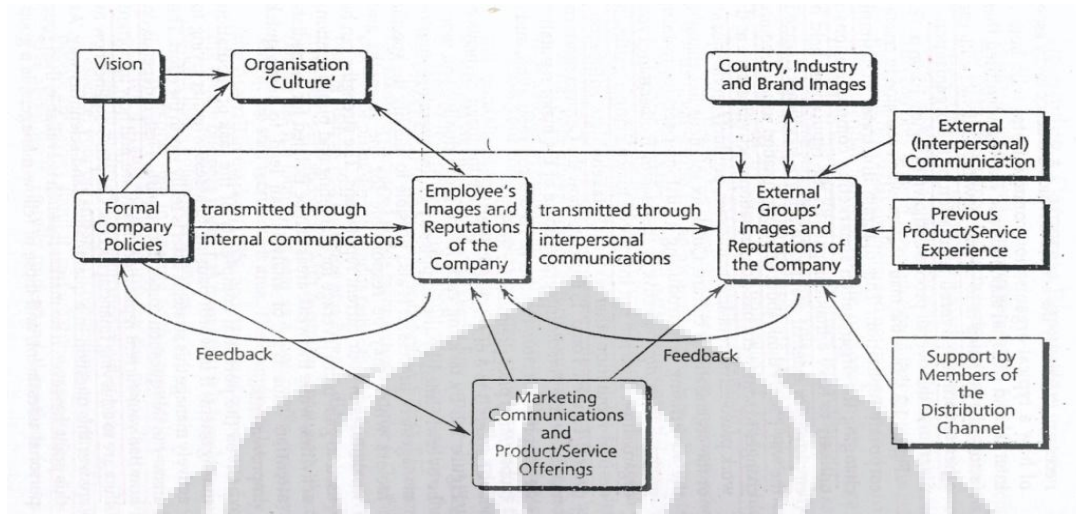 Vision
Organisation
'Culture'
Country, Industry
and Brand Images
External
(Interpersonal)
Communication
Formal
Company
Policies
transmitted through
internal communications
Employee's
Images and
Reputations
of the
Company
transmitted through
interpersonal
communications
External
Groups'
Images and
Reputations of
the Company
Previous
Product/Service
Experience
Feedback
Feedback
Support by
Members of
the
Distribution
Channel
Marketing
Communications
and
Product/Service
Offerings